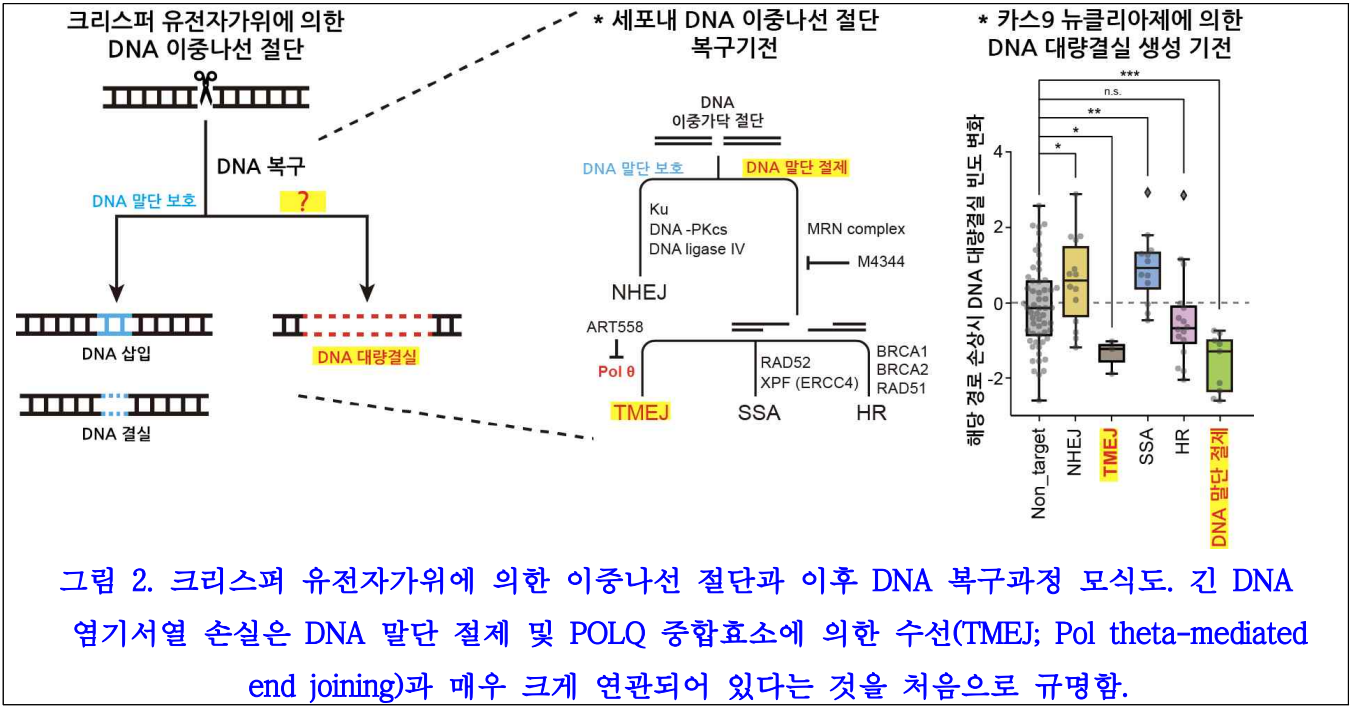 크리스퍼 유전자가위에 의한
DNA 이중나선 절단
DNA 복구
DNA 말단 보호
?
DNA 삽입
DNA 대량결실
DNA 결실
* 세포내 DNA 이중나선 절단
복구기전
DNA
이중가닥 절단
DNA 말단 보호
DNA 말단 절제
Ku
DNA -PKcs
DNA ligase IV
MRN complex
M4344
NHEJ
ART558
Pol θ
RAD52
XPF (ERCC4)
BRCA1
BRCA2
RAD51
TMEJ
SSA
HR
* 카스9 뉴클리아제에 의한
DNA 대량결실 생성 기전
***
n.s.
**
*
*
해당 경로 손상시 DNA 대량결실 빈도 변화
4
2
0
-2
Non_target
NHEJ
TMEJ
SSA
HR
DNA 말단 절제
그림 2. 크리스퍼 유전자가위에 의한 이중나선 절단과 이후 DNA 복구과정 모식도. 긴 DNA
염기서열 손실은 DNA 말단 절제 및 POLQ 중합효소에 의한 수선(TMEJ; Pol theta-mediated
end joining)과 매우 크게 연관되어 있다는 것을 처음으로 규명함.